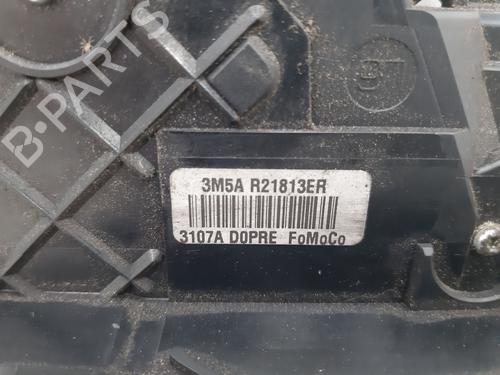 B-PARTS
3M5A R21813ER
3107A D0PRE FoMoCo